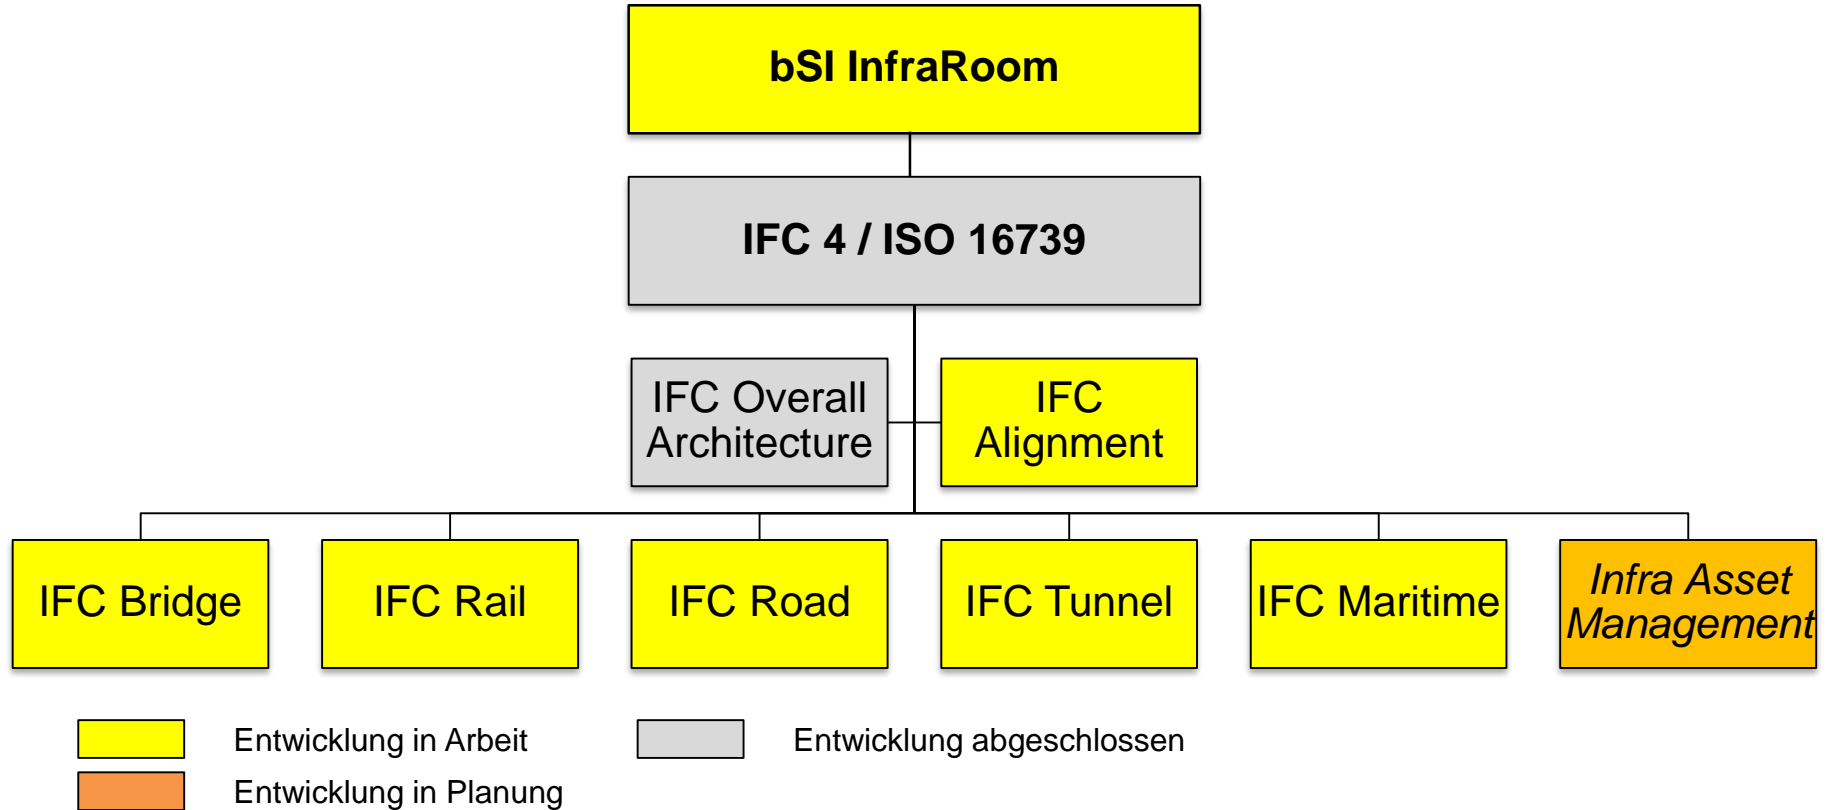 bSI InfraRoom
IFC 4 / ISO 16739
IFC Overall
Architecture
IFC
Alignment
IFC Bridge
IFC Rail
IFC Road
IFC Tunnel
IFC Maritime
Infra Asset
Management
Entwicklung in Arbeit
Entwicklung abgeschlossen
Entwicklung in Planung